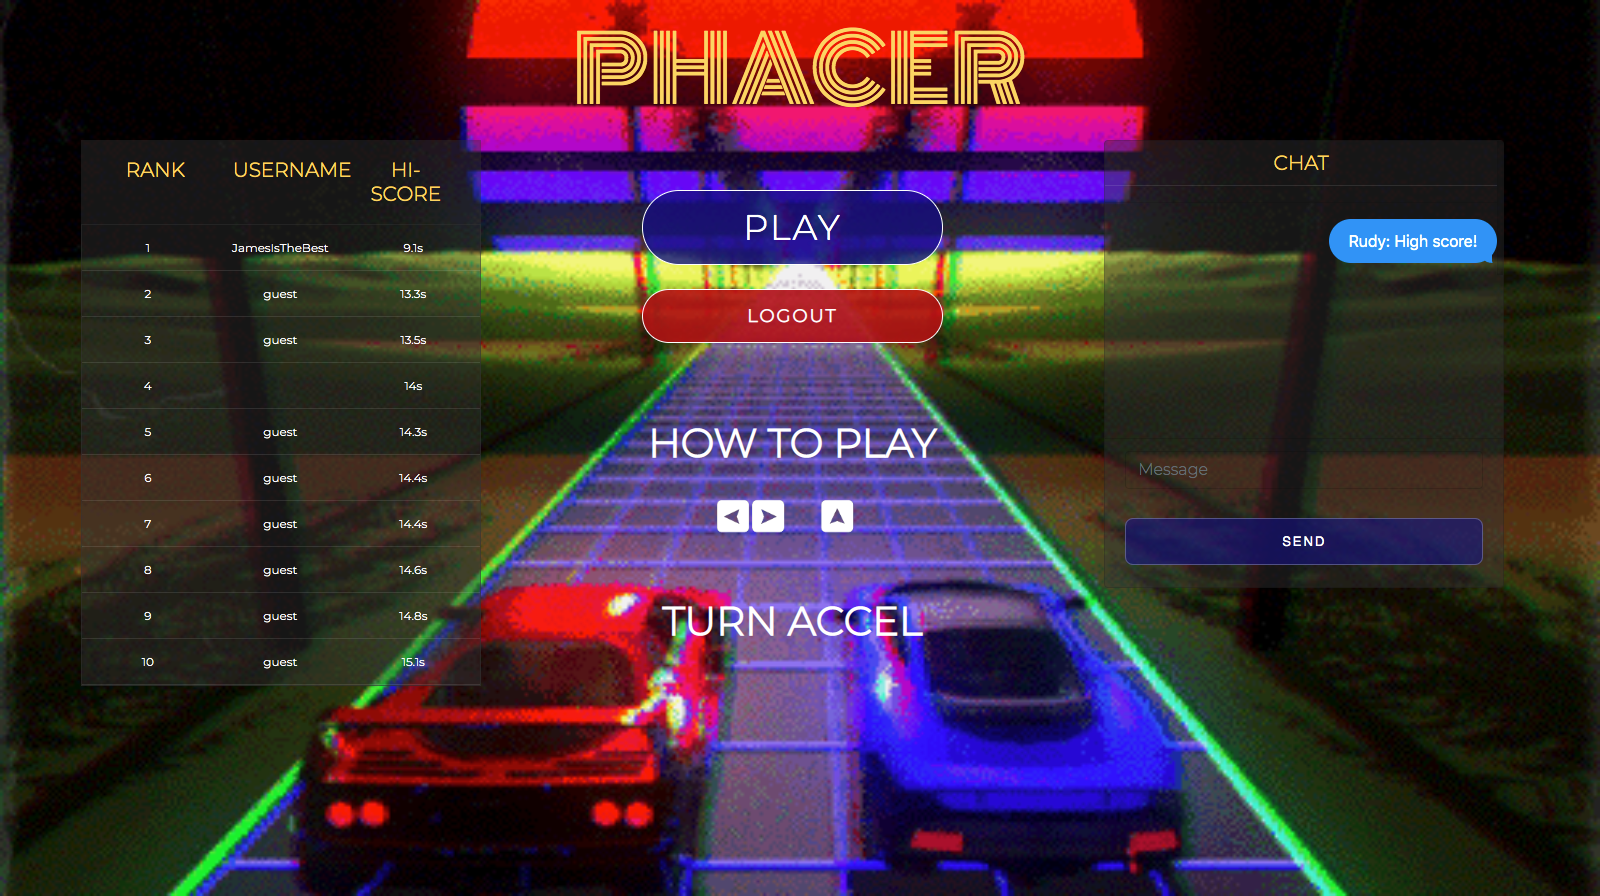 PHACER
RANK USERNAME HI-
SCORE
1 JamesIsTheBest 9.1s
2 guest 13.3s
3 guest 13.5s
4 14s
5 guest 14.3s
6 guest 14.4s
7 guest 14.4s
8 guest 14.6s
9 guest 14.8s
10 guest 15.1s
PLAY
LOGOUT
HOW TO PLAY
TURN ACCEL
CHAT
Rudy: High score!
Message
SEND